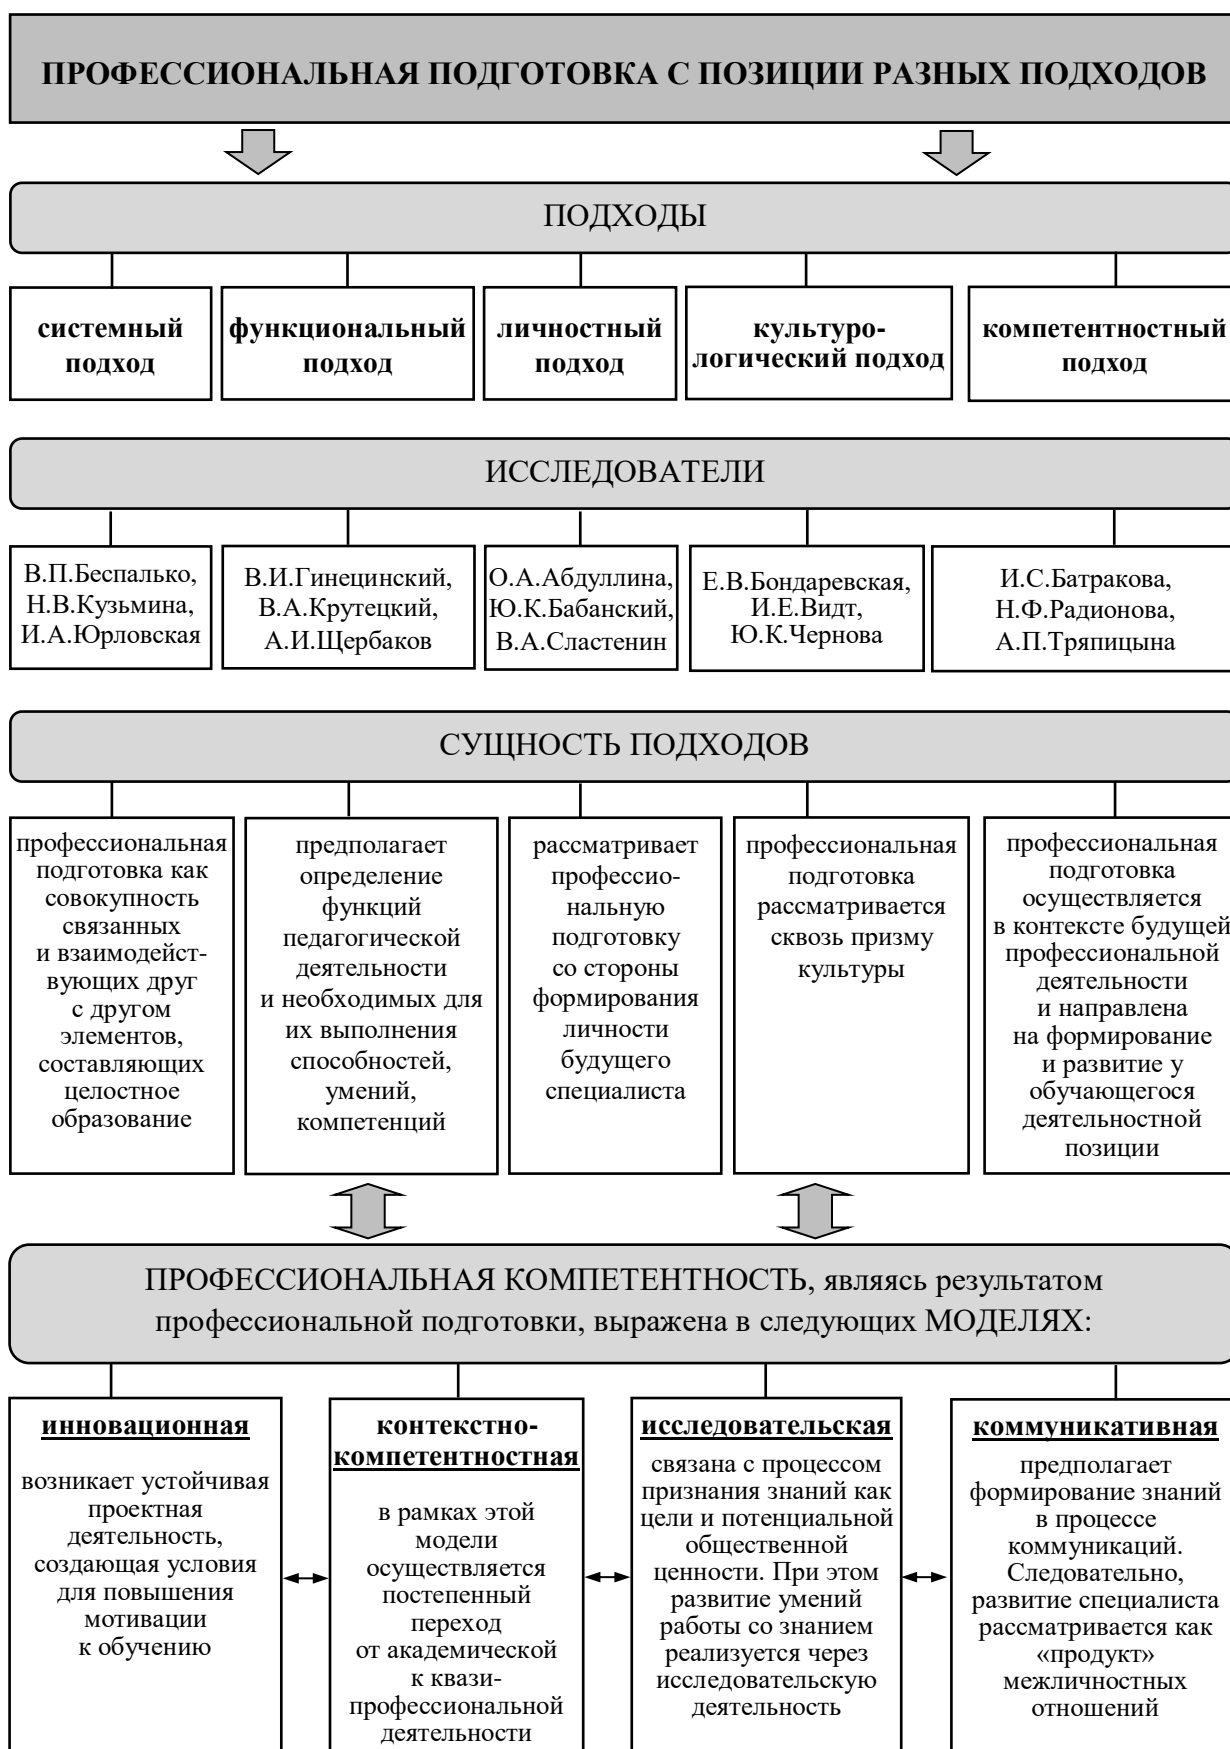 ПРОФЕССИОНАЛЬНАЯ ПОДГОТОВКА С ПОЗИЦИИ РАЗНЫХ ПОДХОДОВ
ПОДХОДЫ
системный
подход
функциональный
подход
личностный
подход
культуро-
логический подход
компетентностный
подход
ИССЛЕДОВАТЕЛИ
В.П.Беспалько,
Н.В.Кузьмина,
И.А.Юрловская
В.И.Гинецинский,
В.А.Крутецкий,
А.И.Щербаков
О.А.Абдуллина,
Ю.К.Бабанский,
В.А.Сластенин
Е.В.Бондаревская,
И.Е.Видт,
Ю.К.Чернова
И.С.Батракова,
Н.Ф.Радионова,
А.П.Тряпицына
СУЩНОСТЬ ПОДХОДОВ
профессиональная
подготовка как
совокупность
связанных
и взаимодейст-
вующих друг
с другом
элементов,
составляющих
целостное
образование
предполагает
определение
функций
педагогической
деятельности
и необходимых для
их выполнения
способностей,
умений,
компетенций
рассматривает
профессио-
нальную
подготовку
со стороны
формирования
личности
будущего
специалиста
профессиональная
подготовка
рассматривается
сквозь призму
культуры
профессиональная
подготовка
осуществляется
в контексте будущей
профессиональной
деятельности
и направлена
на формирование
и развитие у
обучающегося
деятельностной
позиции
ПРОФЕССИОНАЛЬНАЯ КОМПЕТЕНТНОСТЬ, являясь результатом
профессиональной подготовки, выражена в следующих МОДЕЛЯХ:
инновационная
возникает устойчивая
проектная
деятельность,
создающая условия
для повышения
мотивации
к обучению
контекстно-
компетентностная
в рамках этой
модели
осуществляется
постепенный
переход
от академической
к квази-
профессиональной
деятельности
исследовательская
связана с процессом
признания знаний как
цели и потенциальной
общественной
ценности. При этом
развитие умений
работы со знанием
реализуется через
исследовательскую
деятельность
коммуникативная
предполагает
формирование знаний
в процессе
коммуникаций.
Следовательно,
развитие специалиста
рассматривается как
«продукт»
межличностных
отношений